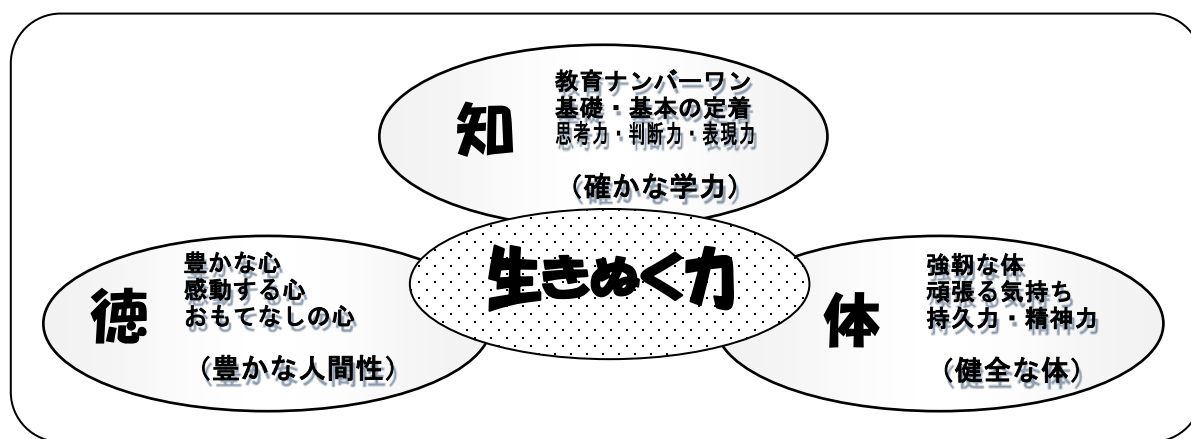 知
教育ナンバーワン
基礎・基本の定着
思考力・判断力・表現力
（確かな学力）
生きぬく力
徳
豊かな心
感動する心
おもてなしの心
（豊かな人間性）
体
強靭な体
頑張る気持ち
持久力・精神力
（健全な体）